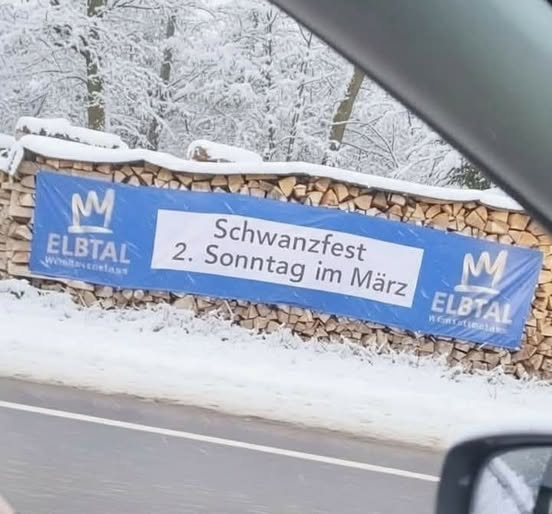 ELBTAL
Schwanzfest
2. Sonntag im März
ELBTAL